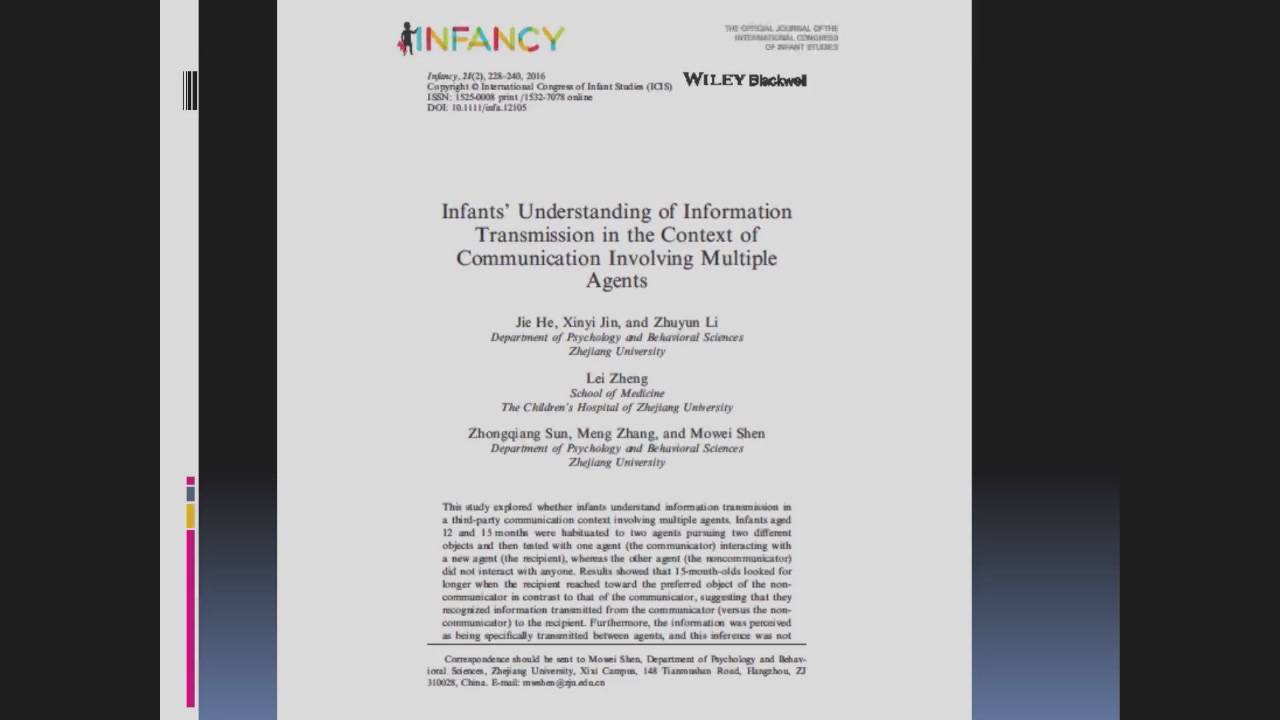 INFANCY
THE OFFICIAL JOURNAL OF THE
INTERNATIONAL CONGRESS
OF INFANT STUDIES
Infancy, 21(2), 228–240, 2016
Copyright © International Congress of Infant Studies (ICIS)
ISSN: 1525-0008 print /1532-7078 online
DOI: 10.1111/infa.12105
WILEY Blackwell
Infants’ Understanding of Information
Transmission in the Context of
Communication Involving Multiple
Agents
Jie He, Xinyi Jin, and Zhuyun Li
Department of Psychology and Behavioral Sciences
Zhejiang University
Lei Zheng
School of Medicine
The Children’s Hospital of Zhejiang University
Zhongqiang Sun, Meng Zhang, and Mowei Shen
Department of Psychology and Behavioral Sciences
Zhejiang University
This study explored whether infants understand information transmission in
a third-party communication context involving multiple agents. Infants aged
12 and 15 months were habituated to two agents pursuing two different
objects and then tested with one agent (the communicator) interacting with
a new agent (the recipient), whereas the other agent (the noncommunicator)
did not interact with anyone. Results showed that 15-month-olds looked for
longer when the recipient reached toward the preferred object of the non-
communicator in contrast to that of the communicator, suggesting that they
recognized information transmitted from the communicator (versus the non-
communicator) to the recipient. Furthermore, the information was perceived
as being specifically transmitted between agents, and this inference was not
Correspondence should be sent to Mowei Shen, Department of Psychology and Behav-
ioral Sciences, Zhejiang University, Xixi Campus, 148 Tianmushan Road, Hangzhou, ZJ
310028, China. E-mail: mwshen@zju.edu.cn